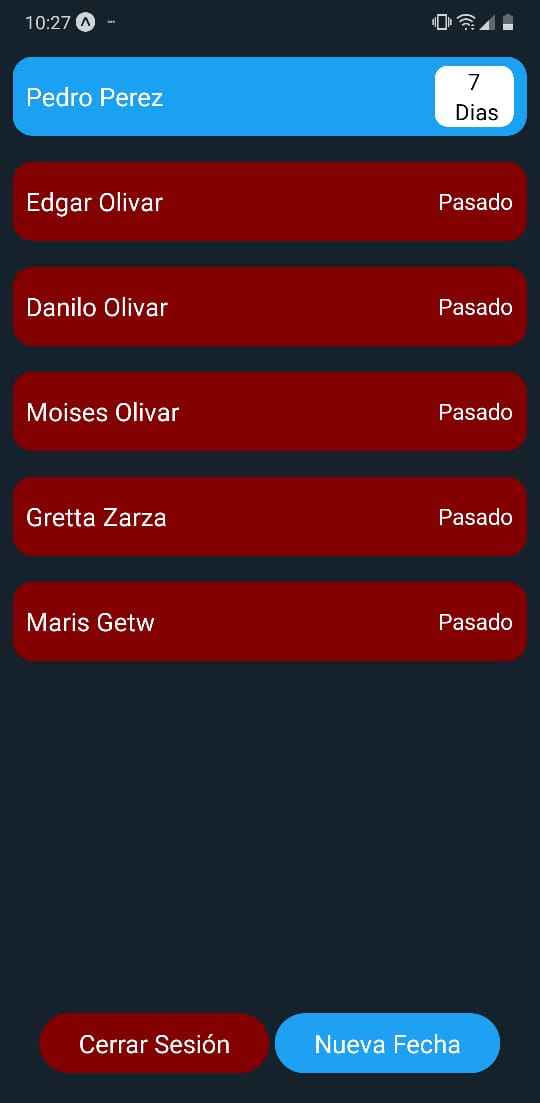 10:27
Pedro Perez
7
Dias
Edgar Olivar Pasado
Danilo Olivar Pasado
Moises Olivar Pasado
Gretta Zarza Pasado
Maris Getw Pasado
Cerrar Sesión Nueva Fecha